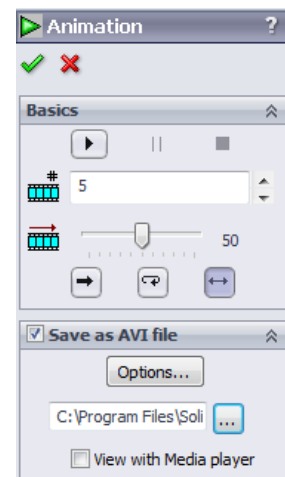 Animation ?
Basics
#
5
50
Save as AVI file
Options...
C:\Program Files\Soli ...
View with Media player